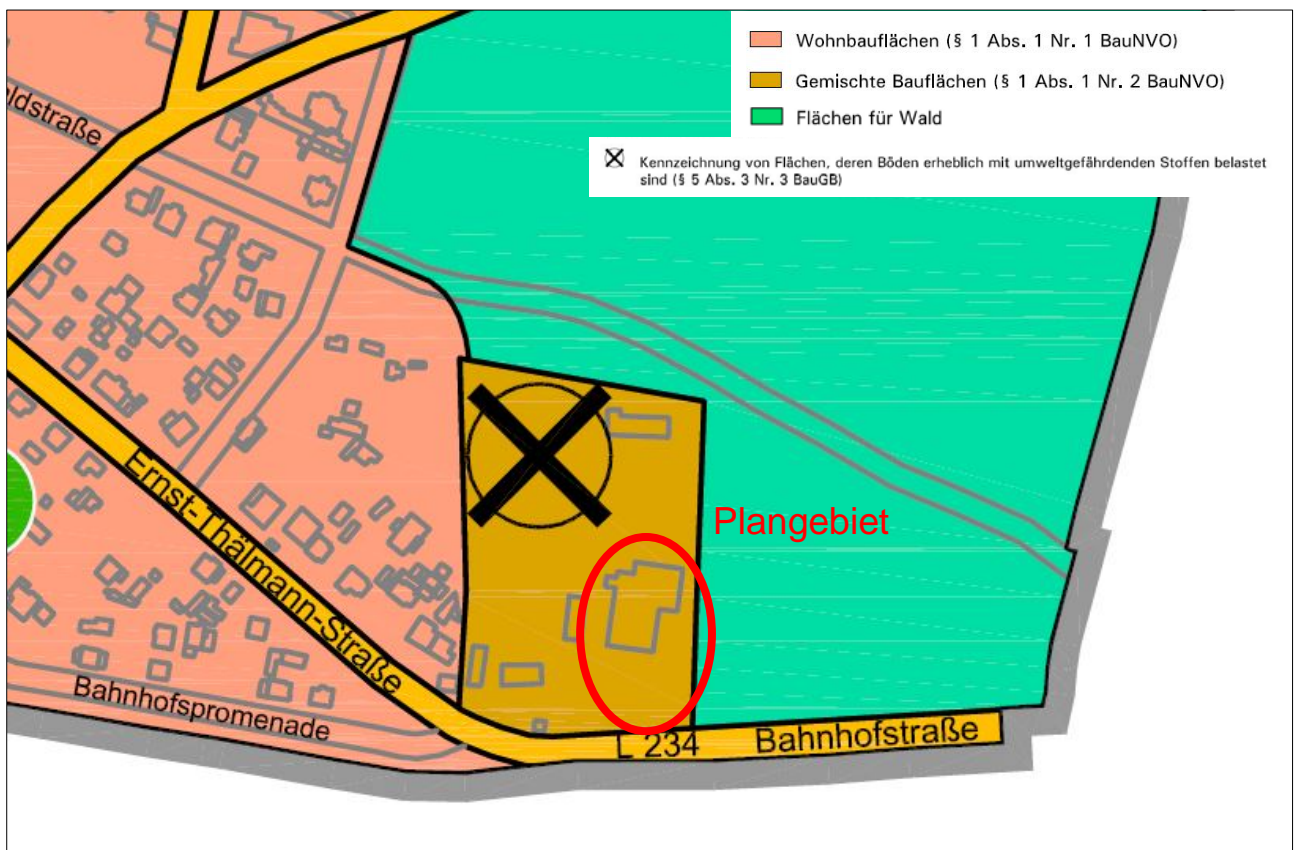 Wohnbauflächen (§ 1 Abs. 1 Nr. 1 BauNVO)
Gemischte Bauflächen (§ 1 Abs. 1 Nr. 2 BauNVO)
Flächen für Wald
Kennzeichnung von Flächen, deren Böden erheblich mit umweltgefährdenden Stoffen belastet
sind (§ 5 Abs. 3 Nr. 3 BauGB)
aldstraße
Plangebiet
Ernst-Thälmann-Straße
Bahnhofspromenade
L 234 Bahnhofstraße